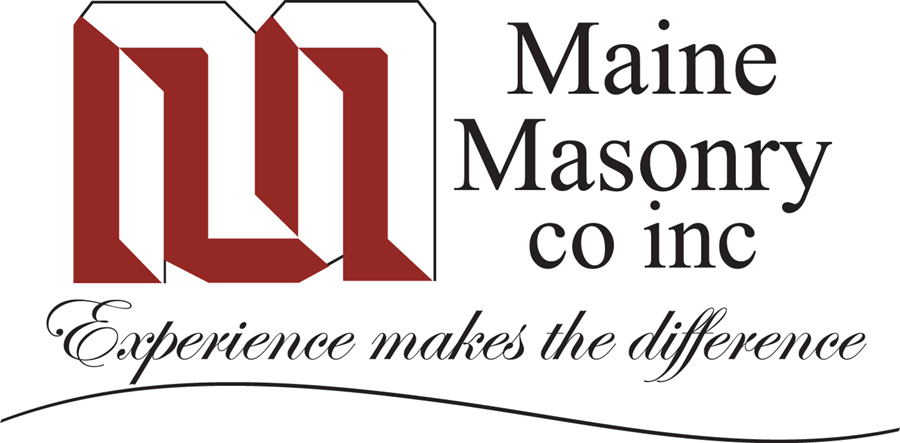 Maine
Masonry
co inc
Experience makes the difference